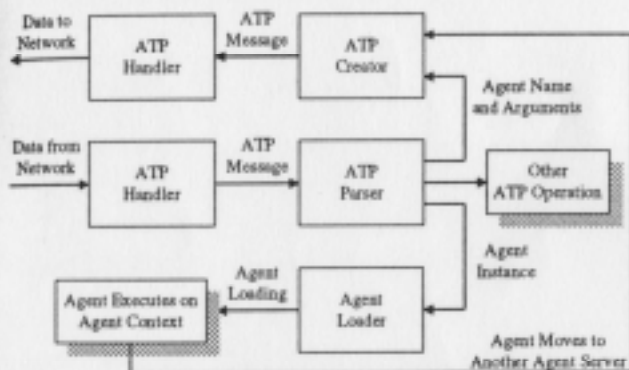 Data to
Network
ATP
Handler
ATP
Message
ATP
Creator
Agent Name
and Arguments
Data from
Network
ATP
Handler
ATP
Message
ATP
Parser
Other
ATP Operation
Agent
Instance
Agent Executes on
Agent Context
Agent
Loading
Agent
Loader
Agent Moves to
Another Agent Server